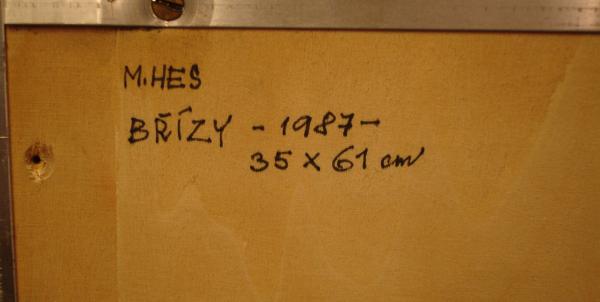 M.HES
BŘÍZY - 1987-
35 X 61 cm